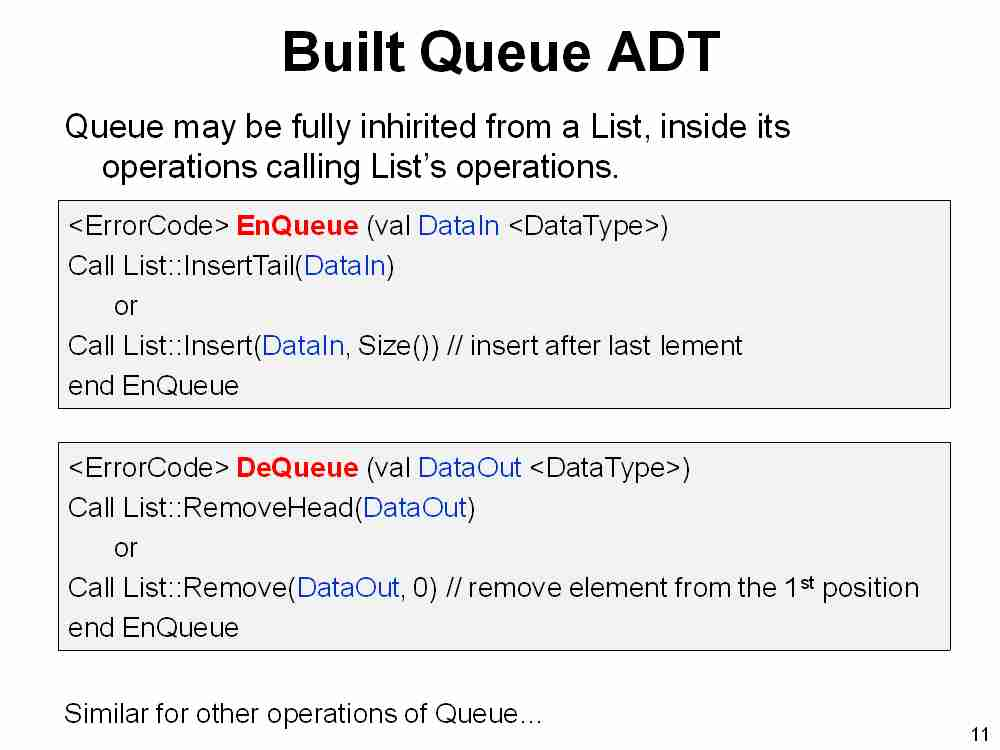 Built Queue ADT
Queue may be fully inhirited from a List, inside its
operations calling List’s operations.
<ErrorCode> EnQueue (val DataIn <DataType>)
Call List::InsertTail(DataIn)
or
Call List::Insert(DataIn, Size()) // insert after last lement
end EnQueue
<ErrorCode> DeQueue (val DataOut <DataType>)
Call List::RemoveHead(DataOut)
or
Call List::Remove(DataOut, 0) // remove element from the 1st position
end EnQueue
Similar for other operations of Queue...
11